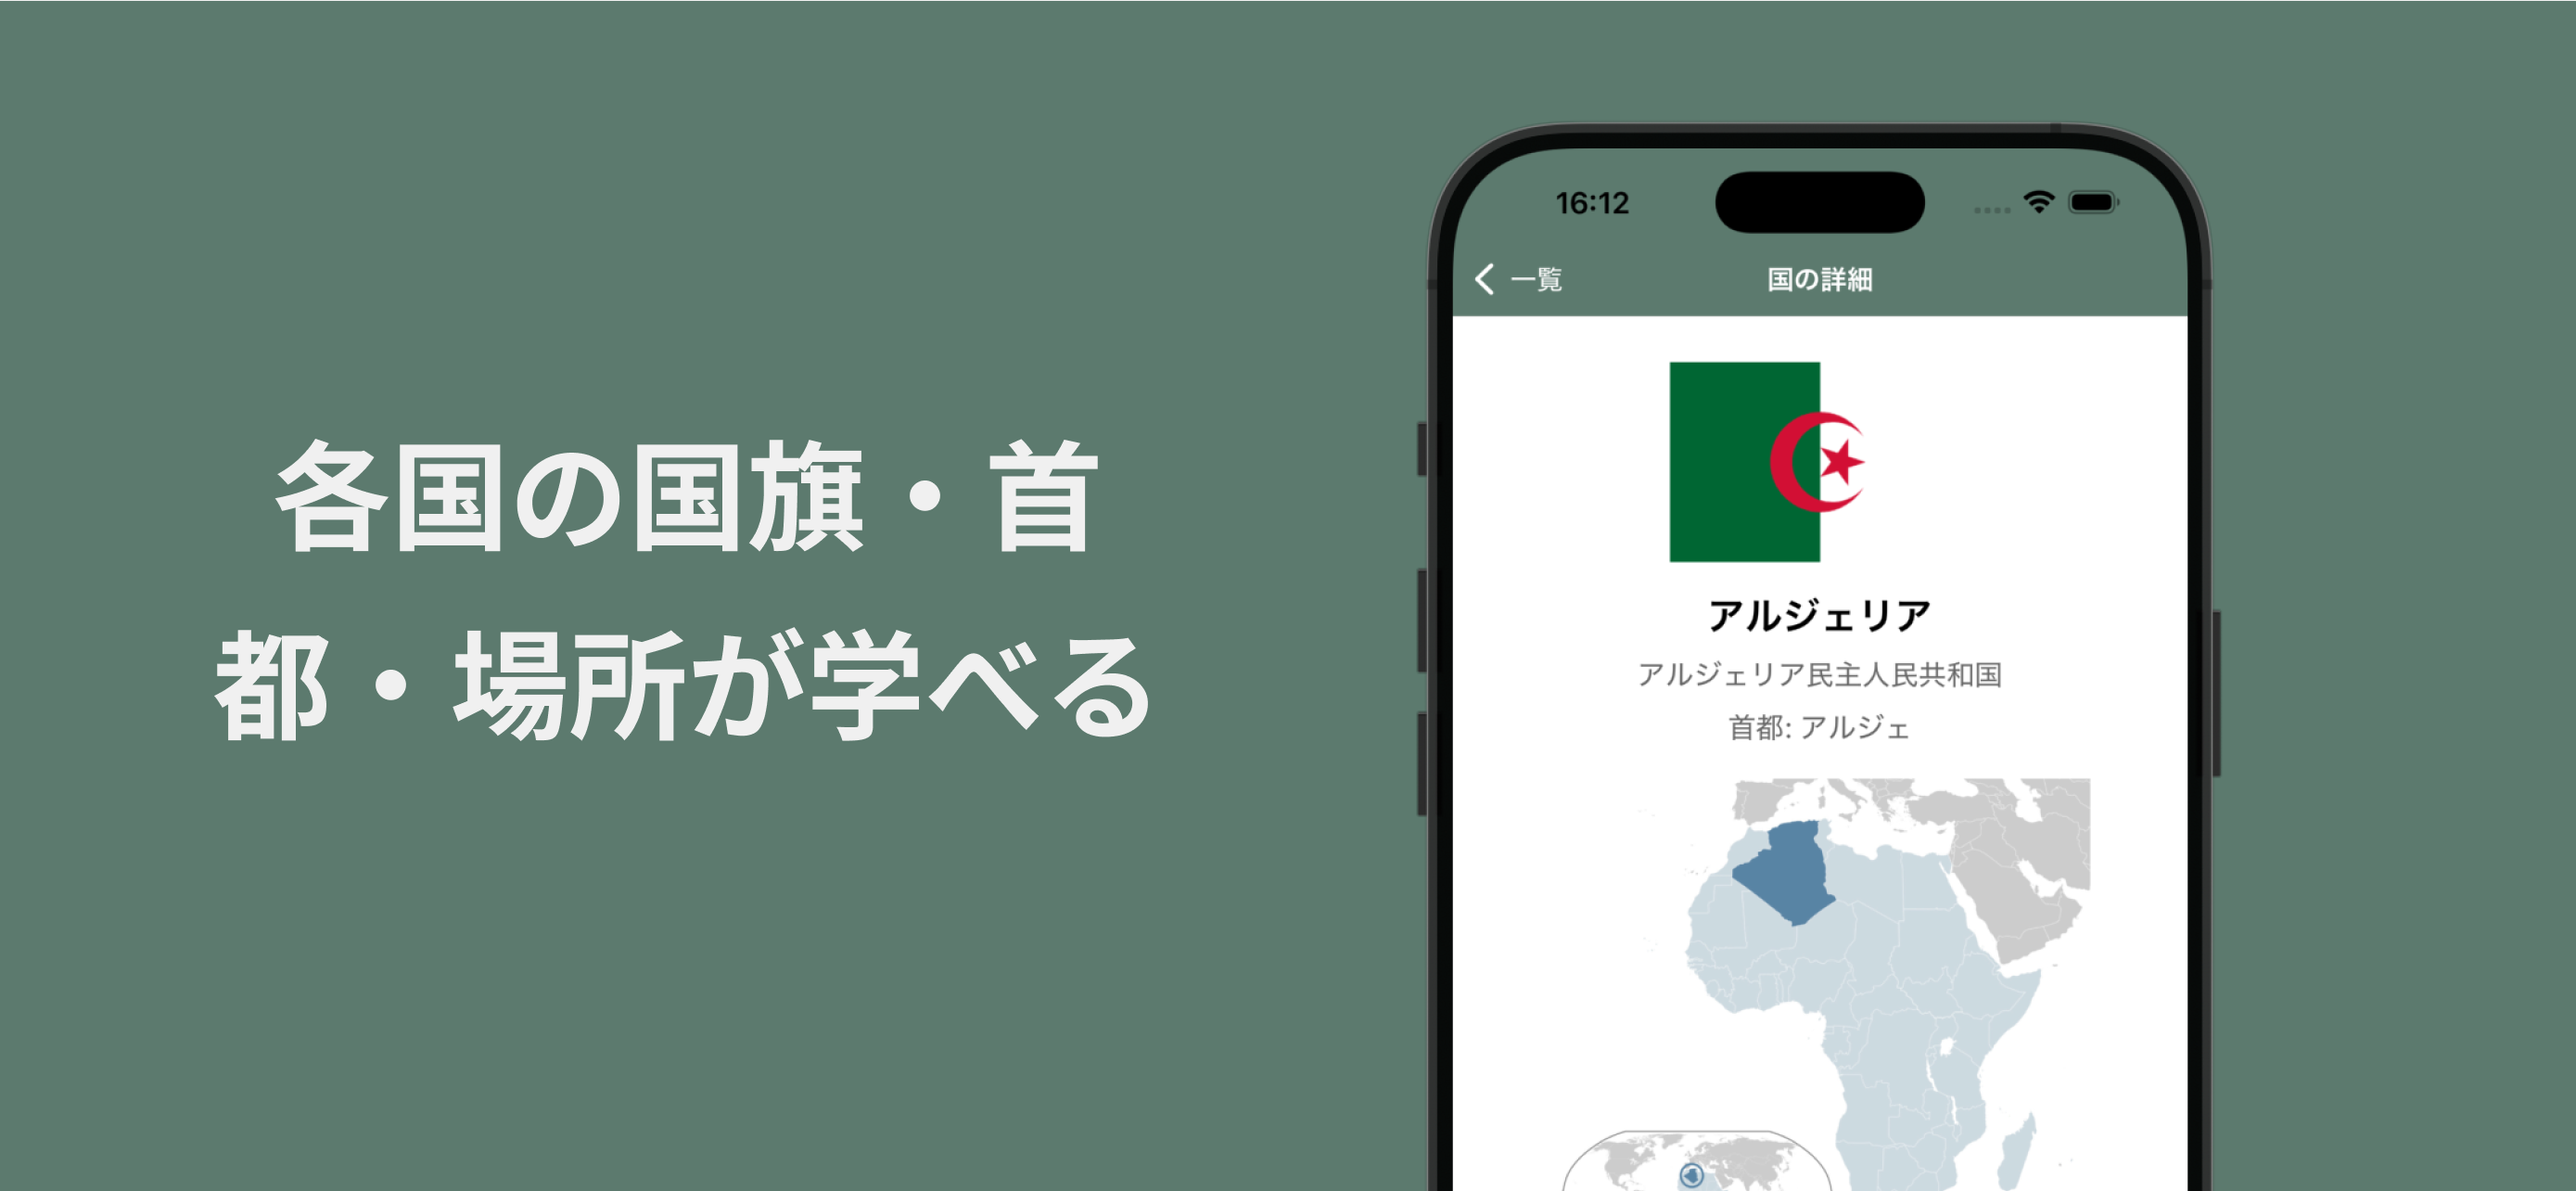 各国の国旗・首
都・場所が学べる
16:12
一覧
国の詳細
アルジェリア
アルジェリア民主人民共和国
首都: アルジェ